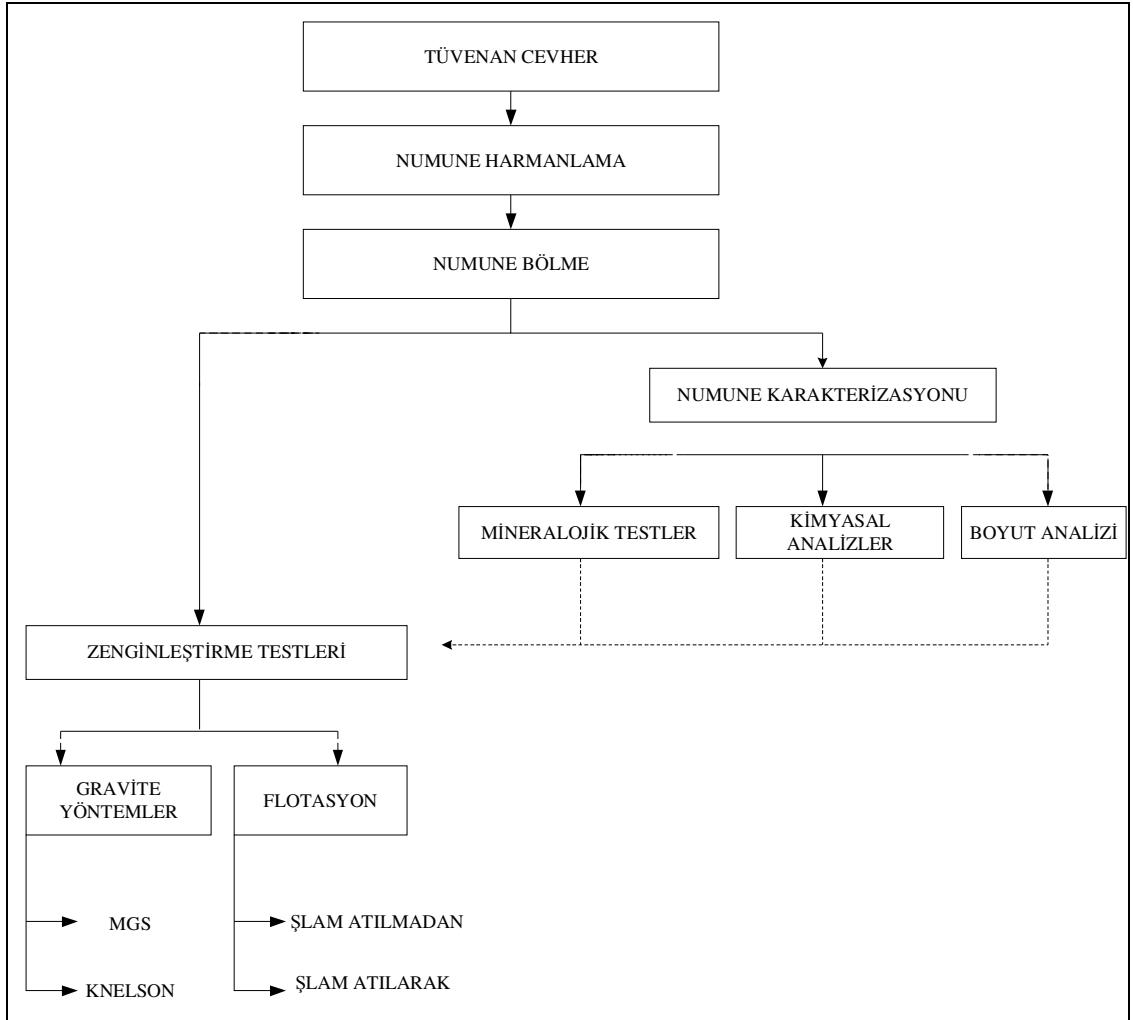 TÜVENAN CEVHER
NUMUNE HARMANLAMA
NUMUNE BÖLME
NUMUNE KARAKTERİZASYONU
MİNERALOJİK TESTLER
KİMYASAL
ANALİZLER
BOYUT ANALİZİ
ZENGİNLEŞTİRME TESTLERİ
GRAVİTE
YÖNTEMLER
FLOTASYON
MGS
KNELSON
ŞLAM ATILMADAN
ŞLAM ATILARAK